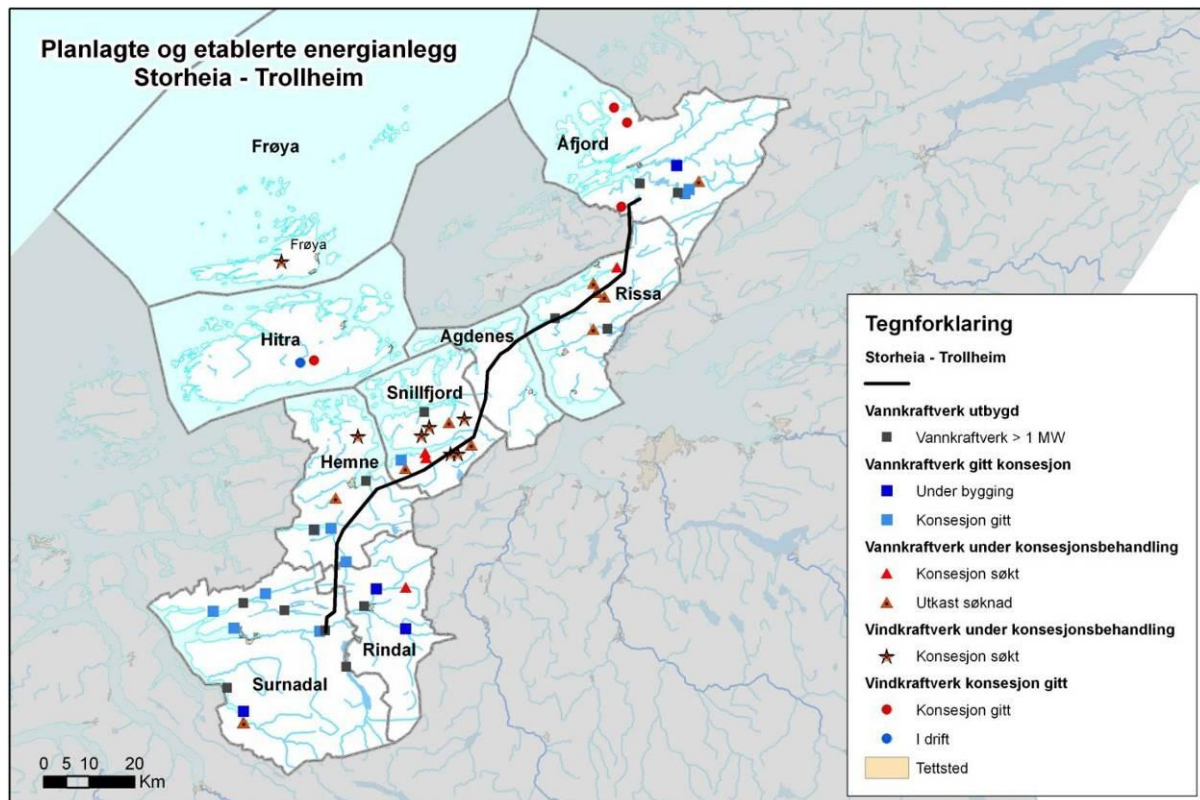 Planlagte og etablerte energianlegg
Storheia - Trollheim
Frøya
Åfjord
Frøya
Rissa
Hitra
Agdenes
Snillfjord
Hemne
Rindal
Surnadal
0 5 10 20
Km
Tegnforklaring
Storheia - Trollheim
Vannkraftverk utbygd
Vannkraftverk > 1 MW
Vannkraftverk gitt konsesjon
Under bygging
Konsesjon gitt
Vannkraftverk under konsesjonsbehandling
Konsesjon søkt
Utkast søknad
Vindkraftverk under konsesjonsbehandling
Konsesjon søkt
Vindkraftverk konsesjon gitt
Konsesjon gitt
I drift
Tettsted